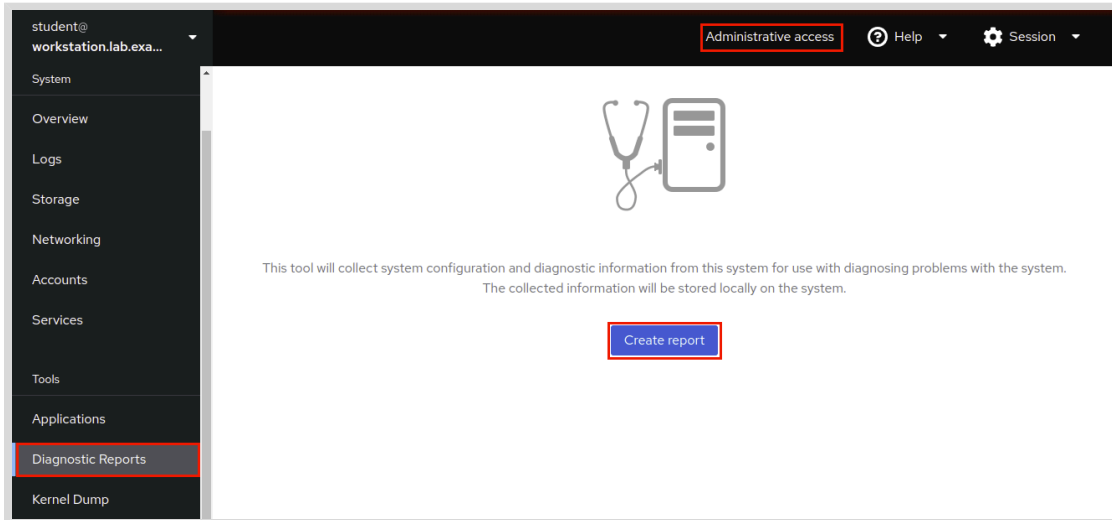 student@
workstation.lab.exa...
Administrative access
Help
Session
System
Overview
Logs
Storage
Networking
Accounts
Services
Tools
Applications
Diagnostic Reports
Kernel Dump
This tool will collect system configuration and diagnostic information from this system for use with diagnosing problems with the system.
The collected information will be stored locally on the system.
Create report